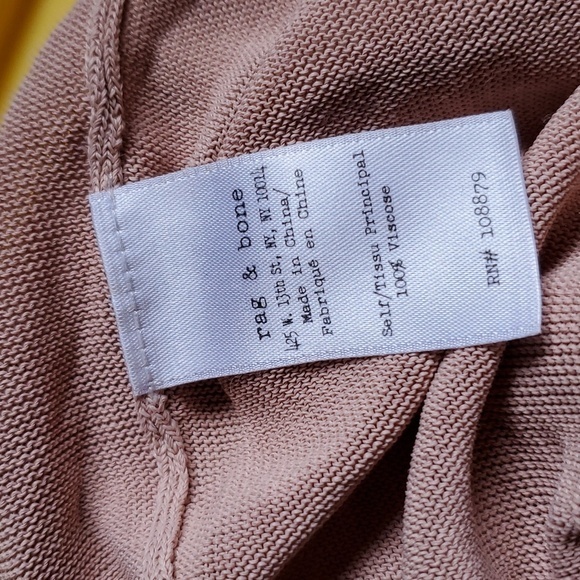 rag & bone
425 W. 13th St, NY, NY 10014
Made in China/
Fabriqué en Chine
Self/Tissu Principal
100% Viscose
RN# 108879